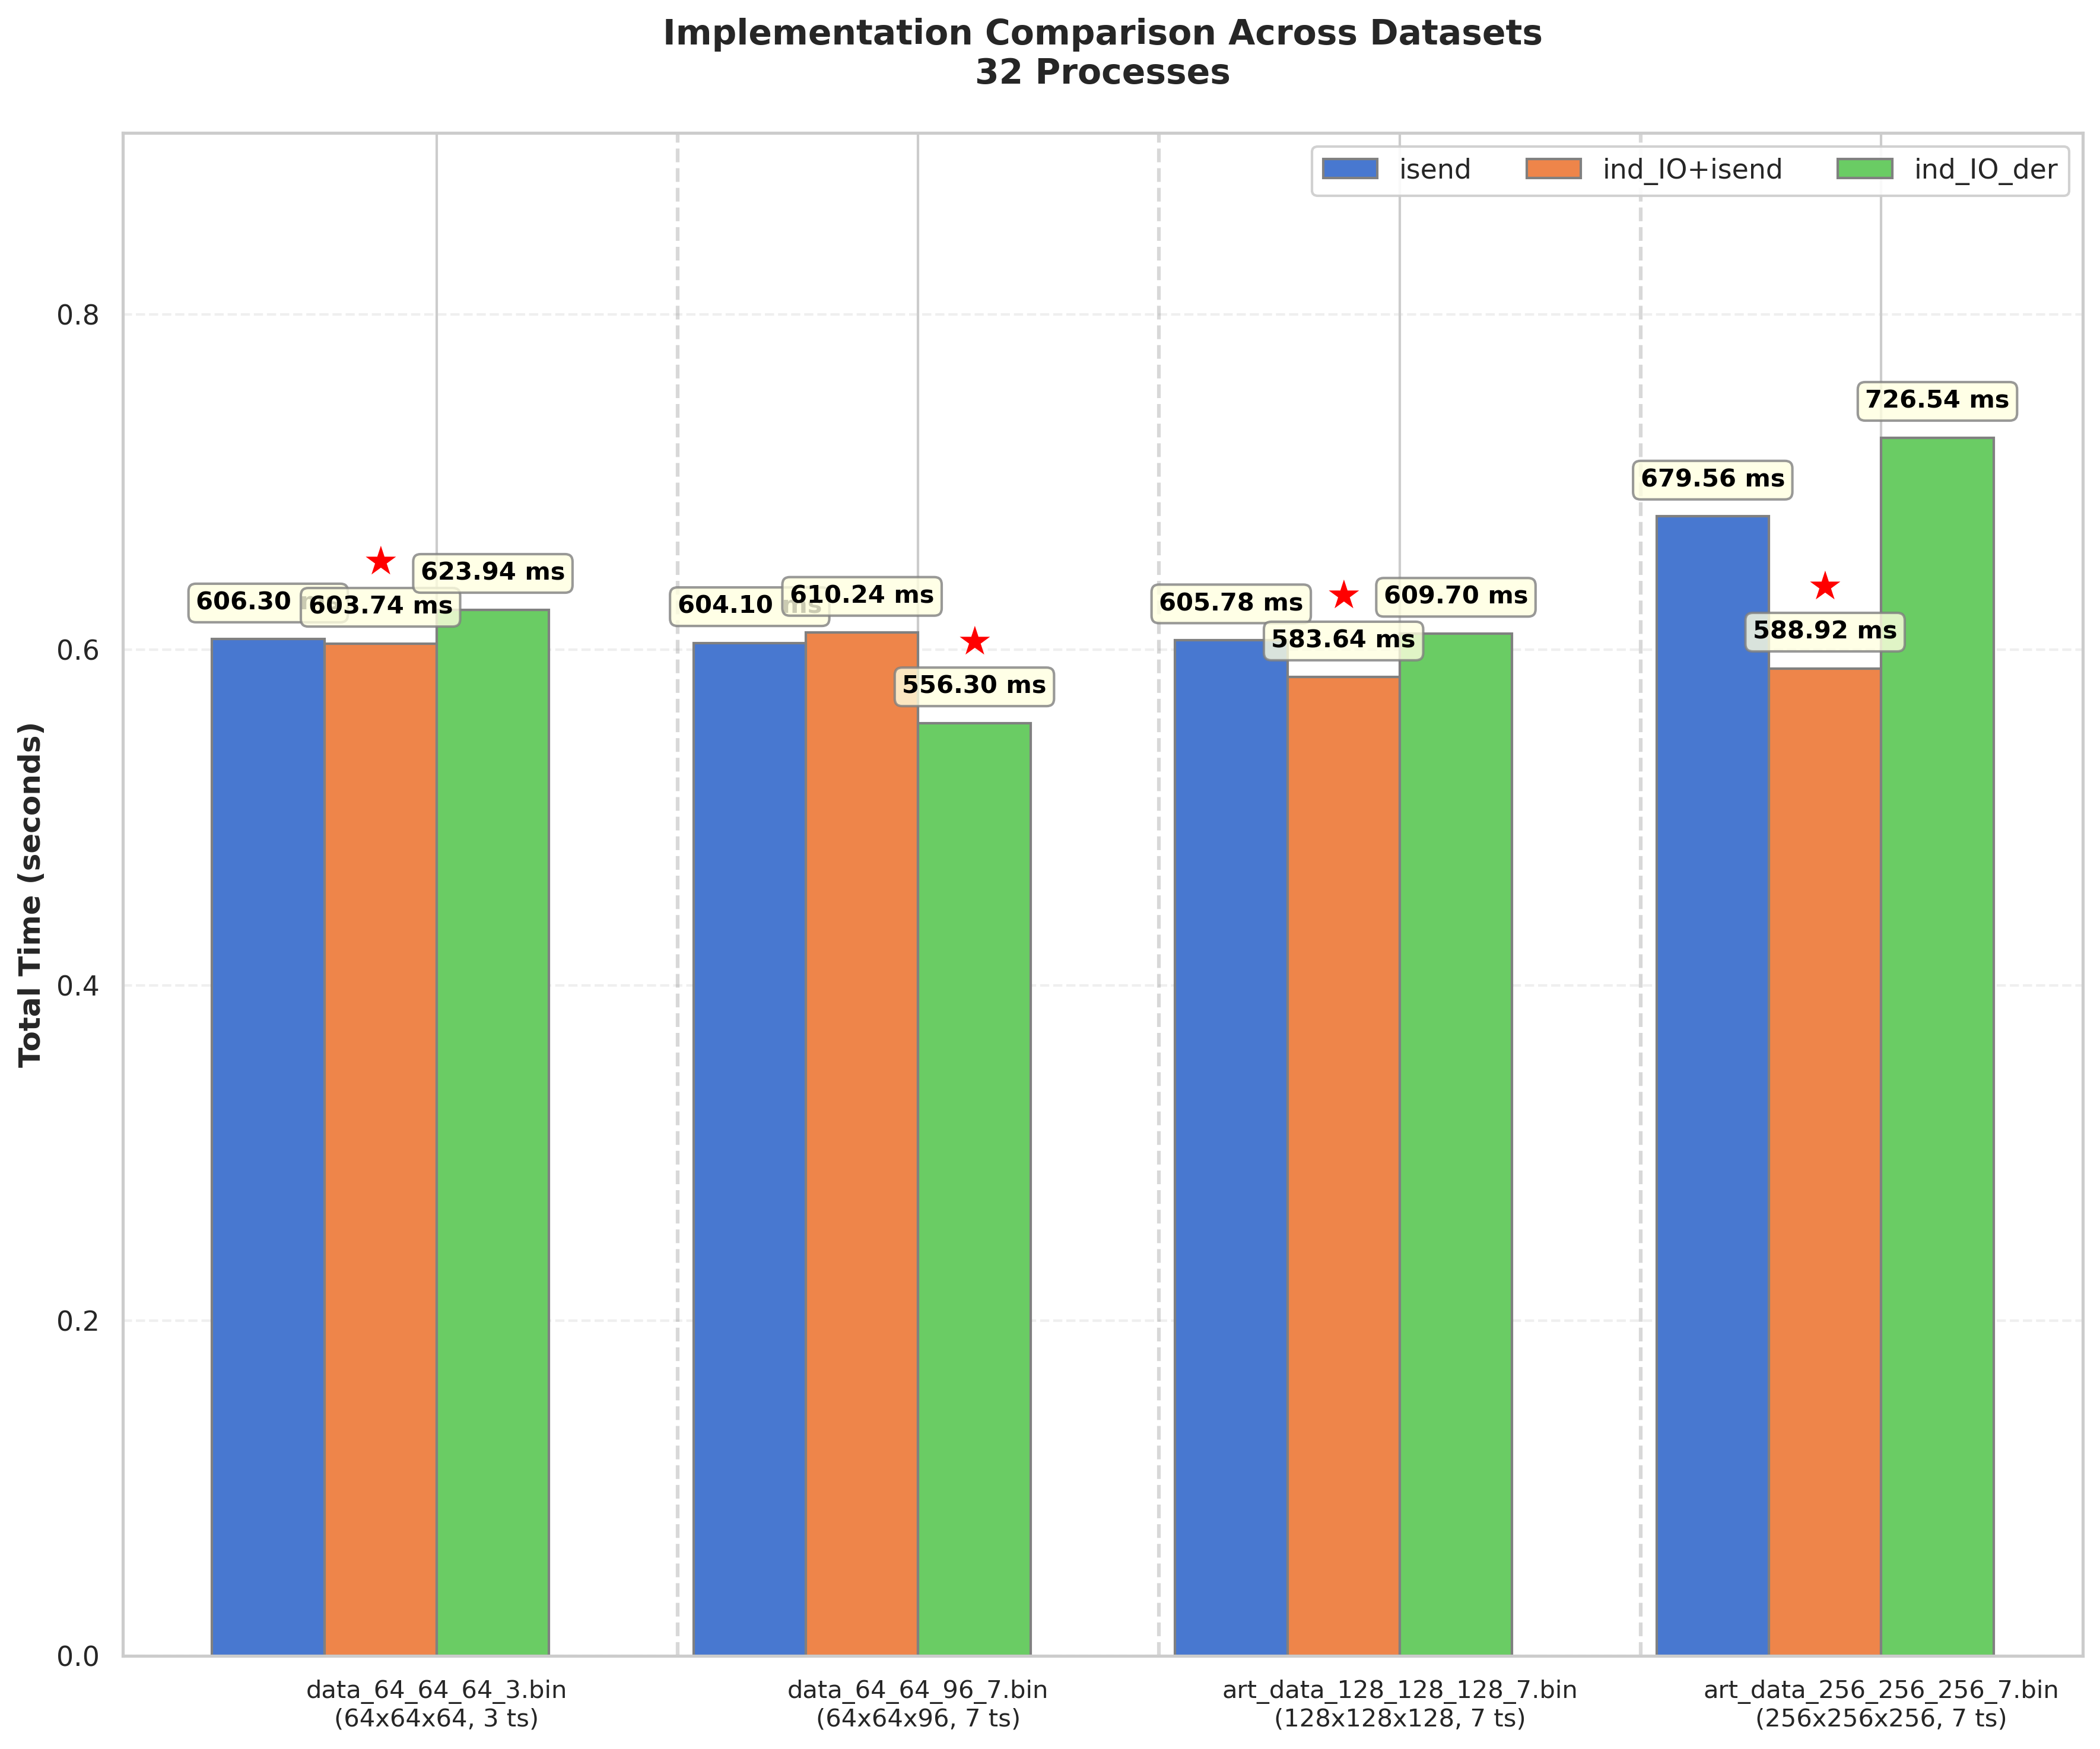 Implementation Comparison Across Datasets
32 Processes
isend
ind_IO+isend
ind_IO_der
Total Time (seconds)
0.8
0.6
0.4
0.2
0.0
606.30
603.74 ms
623.94 ms
604.10 ms
610.24 ms
556.30 ms
605.78 ms
583.64 ms
609.70 ms
679.56 ms
588.92 ms
726.54 ms
data_64_64_64_3.bin
(64x64x64, 3 ts)
data_64_64_96_7.bin
(64x64x96, 7 ts)
art_data_128_128_128_7.bin
(128x128x128, 7 ts)
art_data_256_256_256_7.bin
(256x256x256, 7 ts)